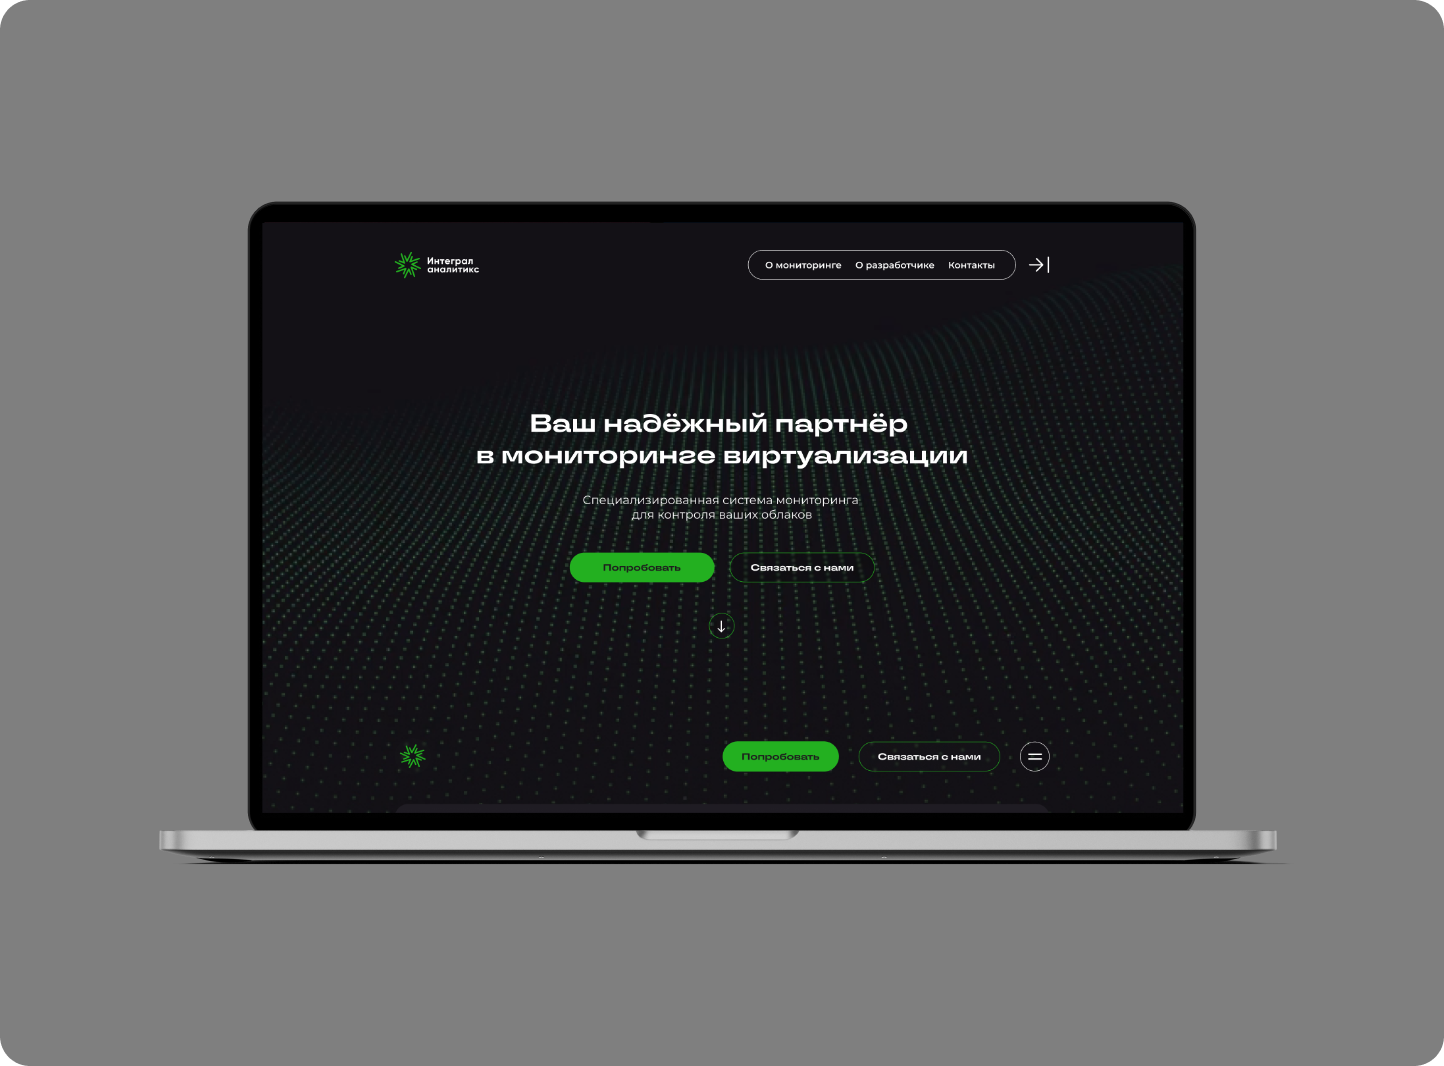 Интеграл
аналитикс
О мониторинге
О разработчике
Контакты
Ваш надёжный партнёр
в мониторинге виртуализации
Специализированная система мониторинга
для контроля ваших облаков
Попробовать
Связаться с нами
Попробовать
Связаться с нами